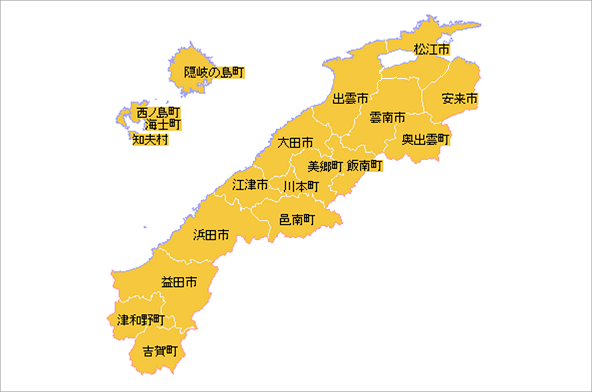 松江市
隠岐の島町
出雲市
安来市
西ノ島町
海士町
知夫村
雲南市
奥出雲町
大田市
美郷町
飯南町
江津市
川本町
邑南町
浜田市
益田市
津和野町
吉賀町